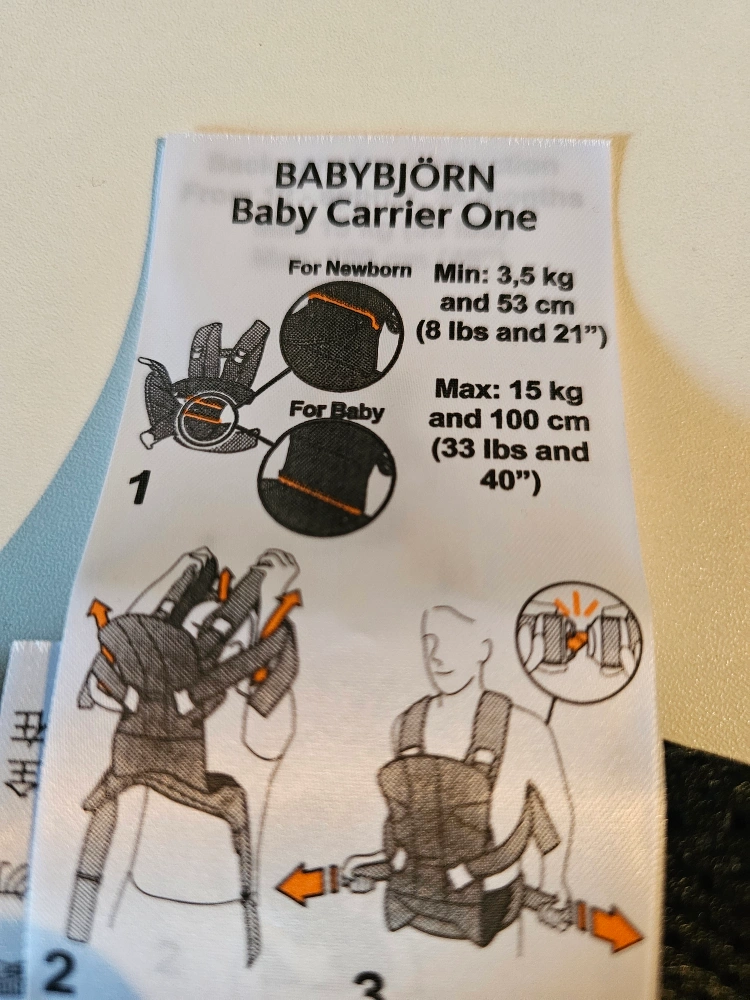 BABYBJÖRN
Baby Carrier One
For Newborn
Min: 3,5 kg
and 53 cm
(8 lbs and 21”)
For Baby
Max: 15 kg
and 100 cm
(33 lbs and
40”)
1
2
3